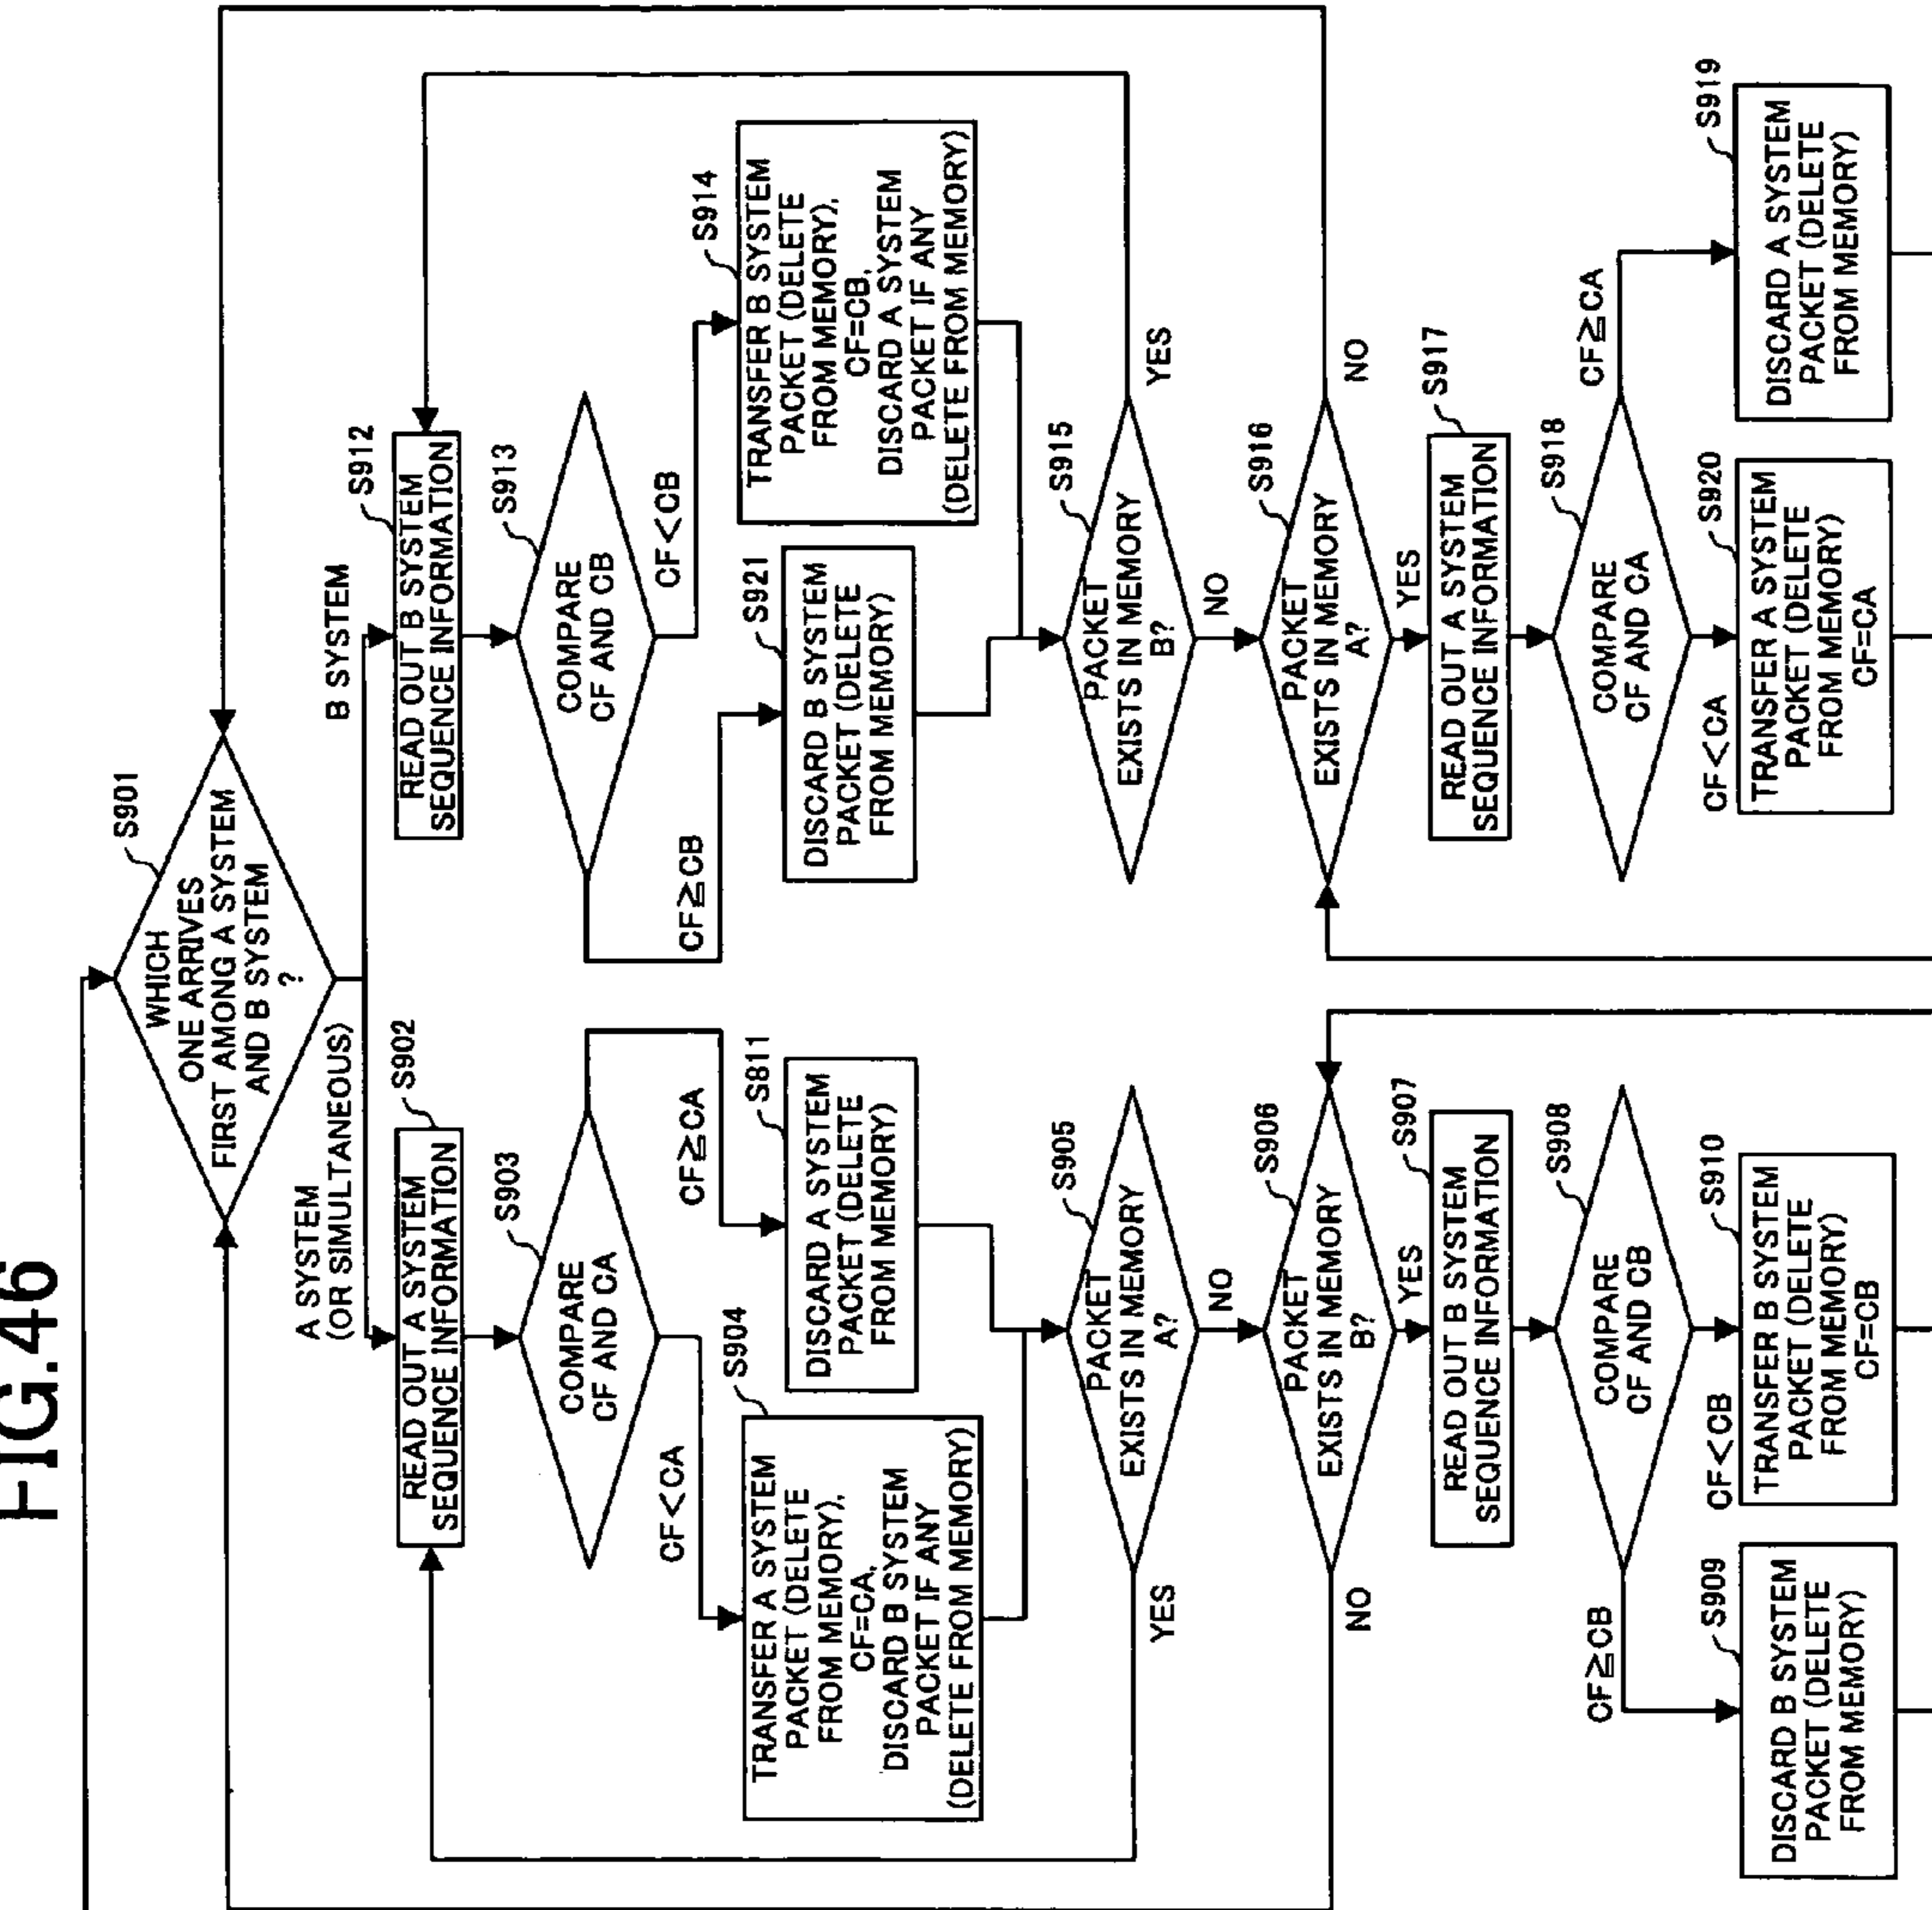 FIG.46
S901
WHICH
ONE ARRIVES
FIRST AMONG A SYSTEM
AND B SYSTEM
?
A SYSTEM
(OR SIMULTANEOUS)
S902
READ OUT A SYSTEM
SEQUENCE INFORMATION
S903
COMPARE
CF AND CA
CF<CA
S904
TRANSFER A SYSTEM
PACKET (DELETE
FROM MEMORY),
CF=CA,
DISCARD B SYSTEM
PACKET IF ANY
(DELETE FROM MEMORY)
CF≧CA
S811
DISCARD A SYSTEM
PACKET (DELETE
FROM MEMORY)
S905
PACKET
EXISTS IN MEMORY
A?
YES
NO
S906
PACKET
EXISTS IN MEMORY
B?
NO
YES
S907
READ OUT B SYSTEM
SEQUENCE INFORMATION
S908
COMPARE
CF AND CB
CF≧CB
S909
DISCARD B SYSTEM
PACKET (DELETE
FROM MEMORY)
CF<CB
S910
TRANSFER B SYSTEM
PACKET (DELETE
FROM MEMORY)
CF=CB
B SYSTEM
S912
READ OUT B SYSTEM
SEQUENCE INFORMATION
S913
COMPARE
CF AND CB
CF≧CB
S921
DISCARD B SYSTEM
PACKET (DELETE
FROM MEMORY)
CF<CB
S914
TRANSFER B SYSTEM
PACKET (DELETE
FROM MEMORY),
CF=CB,
DISCARD A SYSTEM
PACKET IF ANY
(DELETE FROM MEMORY)
S915
PACKET
EXISTS IN MEMORY
B?
YES
NO
S916
PACKET
EXISTS IN MEMORY
A?
NO
YES
S917
READ OUT A SYSTEM
SEQUENCE INFORMATION
S918
COMPARE
CF AND CA
CF<CA
S920
TRANSFER A SYSTEM
PACKET (DELETE
FROM MEMORY)
CF=CA
CF≧CA
S919
DISCARD A SYSTEM
PACKET (DELETE
FROM MEMORY)